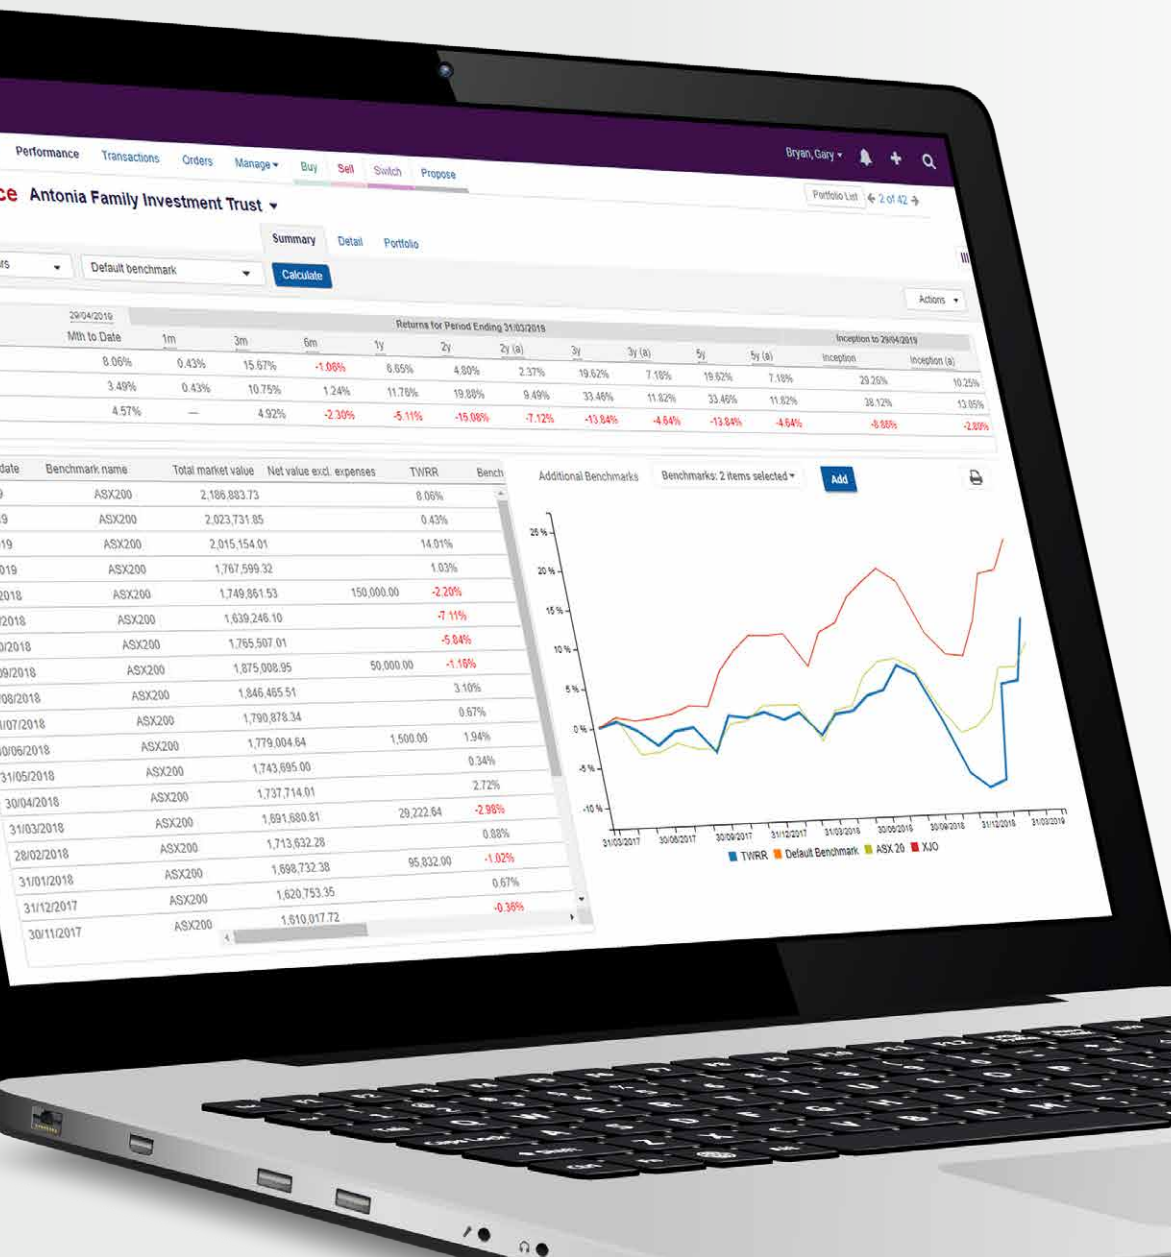 Bryan, Gary
Performance Transactions Orders Manage Buy Sell Switch Propose
Portfolio List 2 of 42
ce Antonia Family Investment Trust
Summary Detail Portfolio
rs Default benchmark Calculate
Actions
29/04/2019 Returns for Period Ending 31/03/2019 Inception to 29/04/2019
Mth to Date 1m 3m 6m 1y 2y 2y (a) 3y 3y (a) 5y 5y (a) Inception Inception (a)
8.06% 0.43% 15.67% -1.06% 6.65% 4.80% 2.37% 19.62% 7.18% 19.62% 7.18% 29.26% 10.25%
3.49% 0.43% 10.75% 1.24% 11.76% 19.88% 9.49% 33.46% 11.82% 33.46% 11.82% 38.12% 13.05%
4.57% — 4.92% -2.30% -5.11% -15.08% -7.12% -13.84% -4.64% -13.84% -4.64% -8.86% -2.80%
date Benchmark name Total market value Net value excl. expenses TWRR Bench
9 ASX200 2,186,883.73 8.06%
19 ASX200 2,023,731.85 0.43%
19 ASX200 2,015,154.01 14.01%
019 ASX200 1,767,599.32 1.03%
2018 ASX200 1,749,861.53 150,000.00 -2.20%
/2018 ASX200 1,639,246.10 -7.11%
0/2018 ASX200 1,765,507.01 -5.84%
09/2018 ASX200 1,875,008.95 50,000.00 -1.16%
/08/2018 ASX200 1,846,465.51 3.10%
1/07/2018 ASX200 1,790,878.34 0.67%
30/06/2018 ASX200 1,779,004.64 1,500.00 1.94%
31/05/2018 ASX200 1,743,695.00 0.34%
30/04/2018 ASX200 1,737,714.01 2.72%
31/03/2018 ASX200 1,691,680.81 29,222.64 -2.98%
28/02/2018 ASX200 1,713,632.28 0.88%
31/01/2018 ASX200 1,698,732.38 95,832.00 -1.02%
31/12/2017 ASX200 1,620,753.35 0.67%
30/11/2017 ASX200 1,610,017.72 -0.36%
Additional Benchmarks Benchmarks: 2 items selected Add
25 %
20 %
15 %
10 %
5 %
0 %
-5 %
-10 %
31/03/2017 30/06/2017 30/09/2017 31/12/2017 31/03/2018 30/06/2018 30/09/2018 31/12/2018 31/03/2019
TWRR Default Benchmark ASX 20 XJO